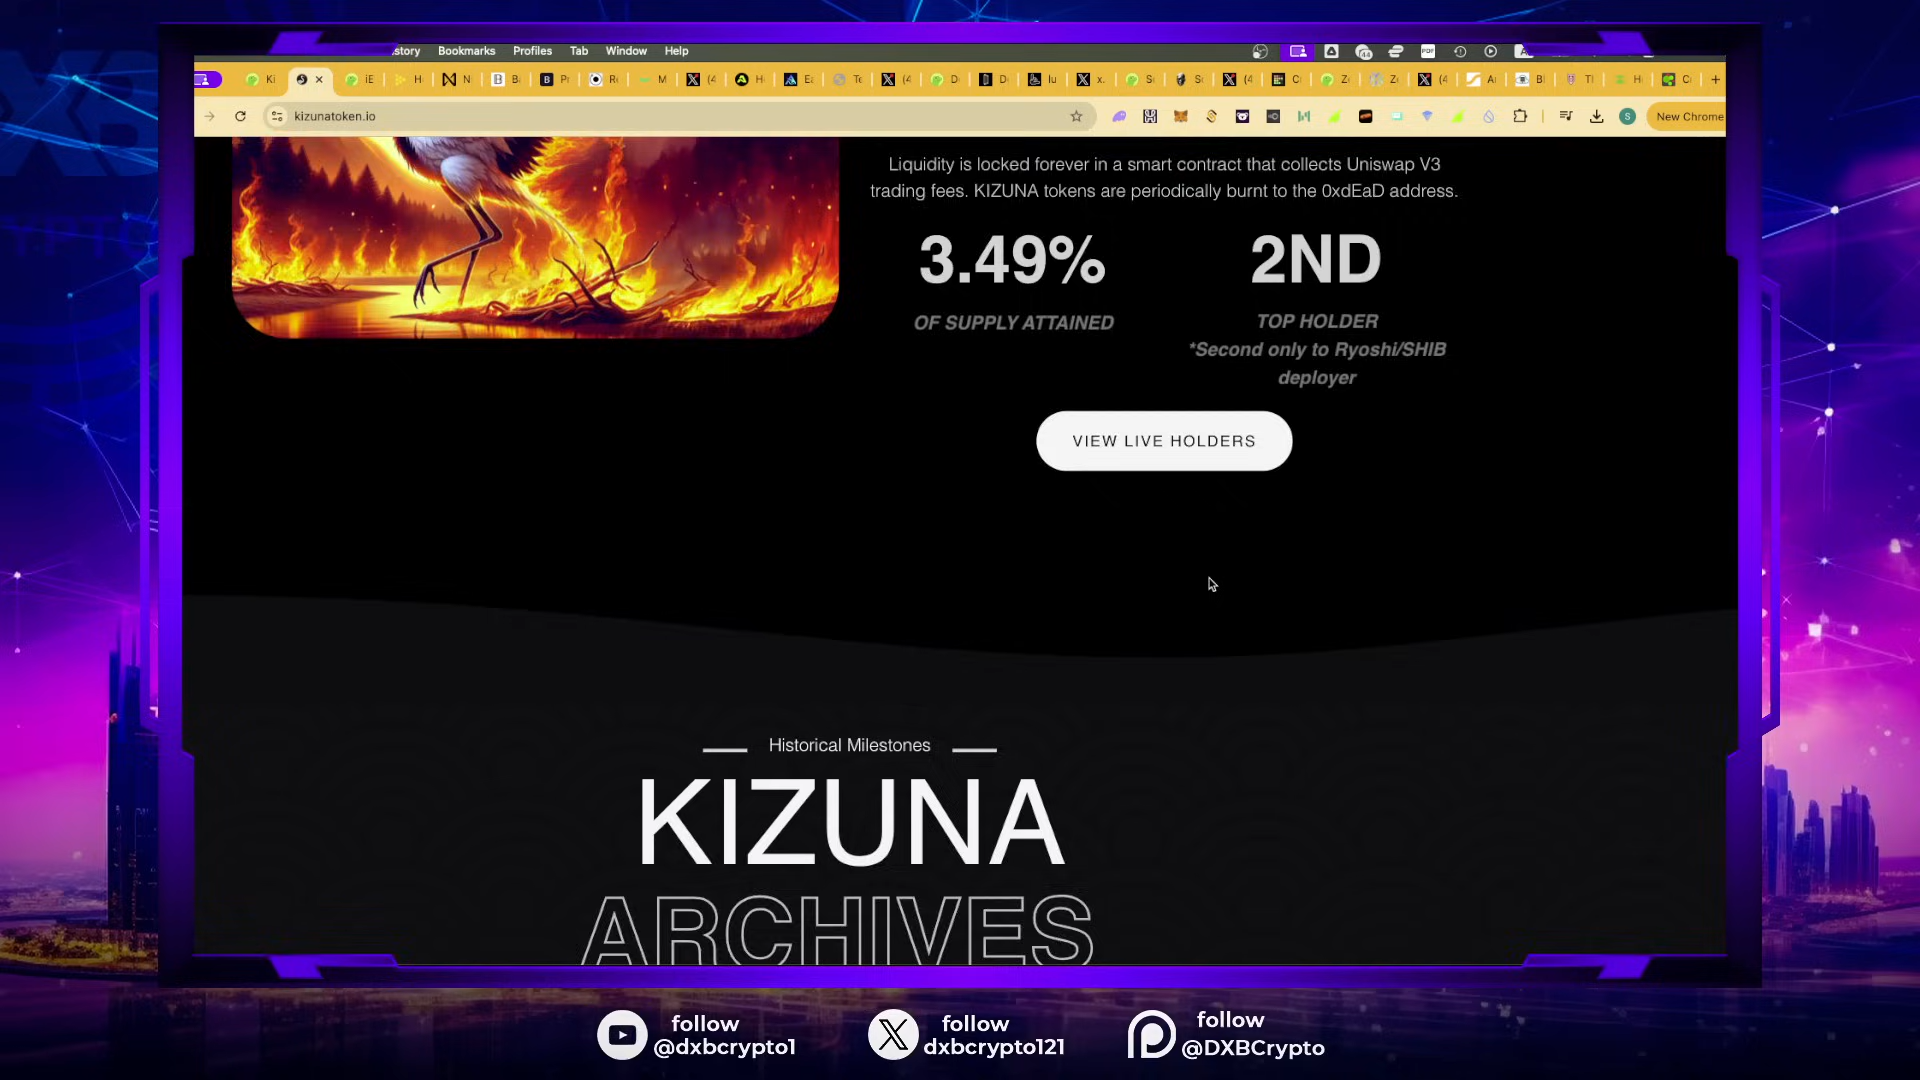 story Bookmarks Profiles Tab Window Help
kizunatoken.io
New Chrome
Liquidity is locked forever in a smart contract that collects Uniswap V3
trading fees. KIZUNA tokens are periodically burnt to the 0xdEaD address.
3.49%
OF SUPPLY ATTAINED
2ND
TOP HOLDER
*Second only to Ryoshi/SHIB
deployer
VIEW LIVE HOLDERS
Historical Milestones
KIZUNA
ARCHIVES
follow
@dxbcrypto1
follow
dxbcrypto121
follow
@DXBCrypto